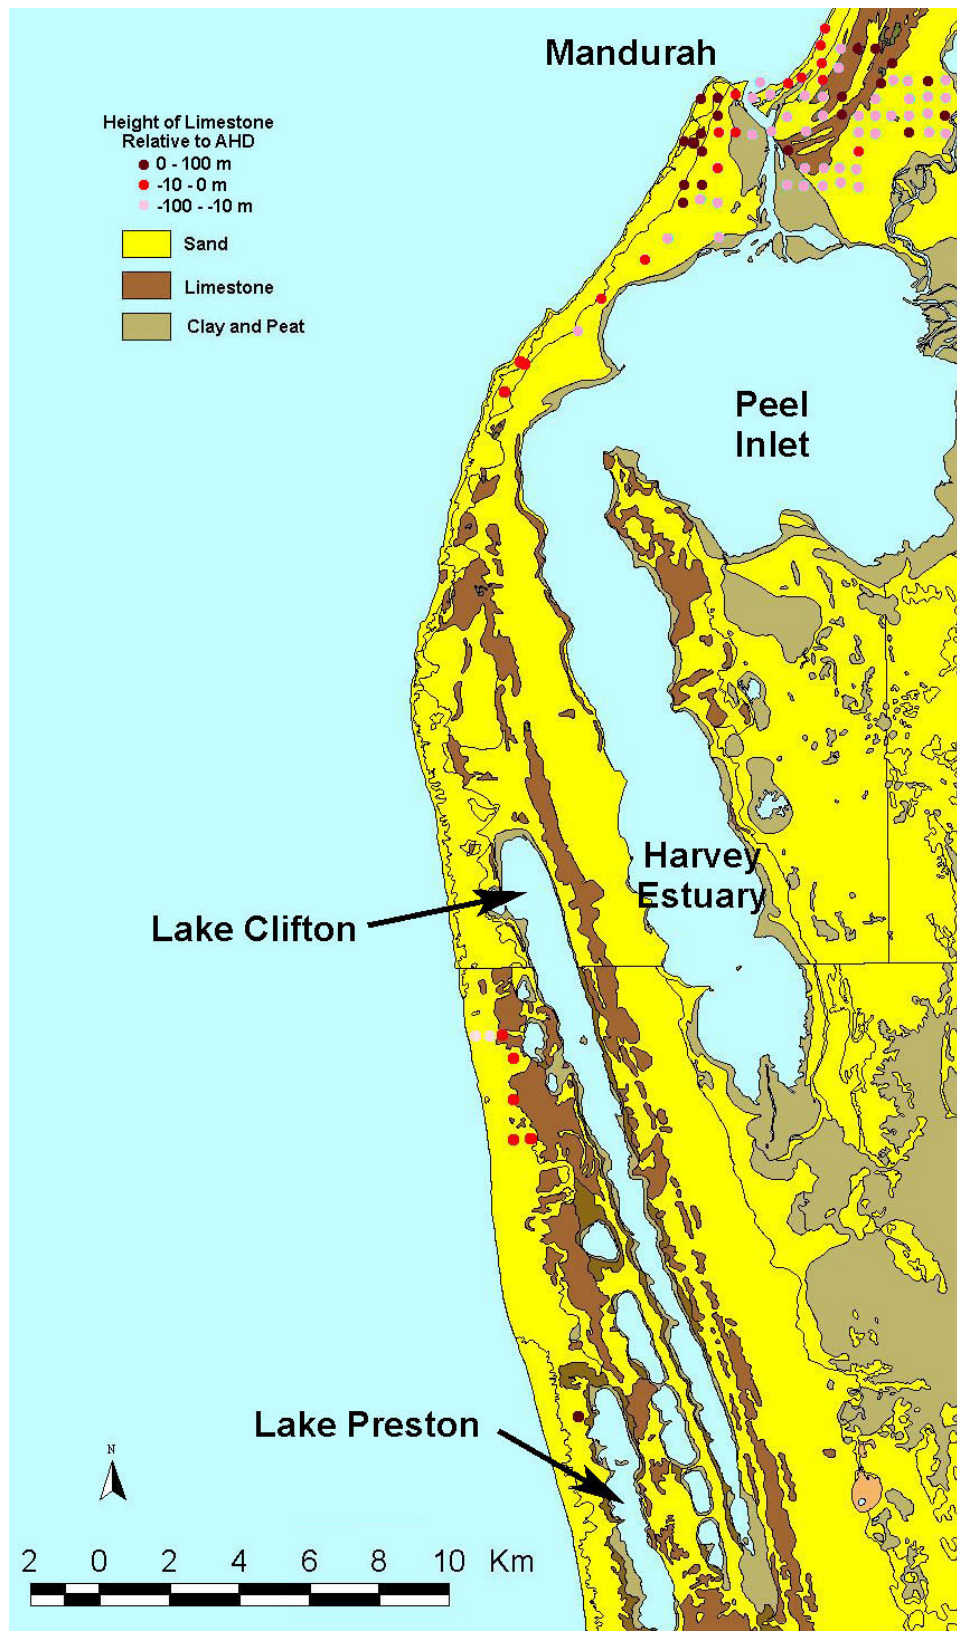 Mandurah
Height of Limestone
Relative to AHD
0 - 100 m
-10 - 0 m
-100 - -10 m
Sand
Limestone
Clay and Peat
Peel
Inlet
Harvey
Estuary
Lake Clifton
Lake Preston
N
2 0 2 4 6 8 10 Km